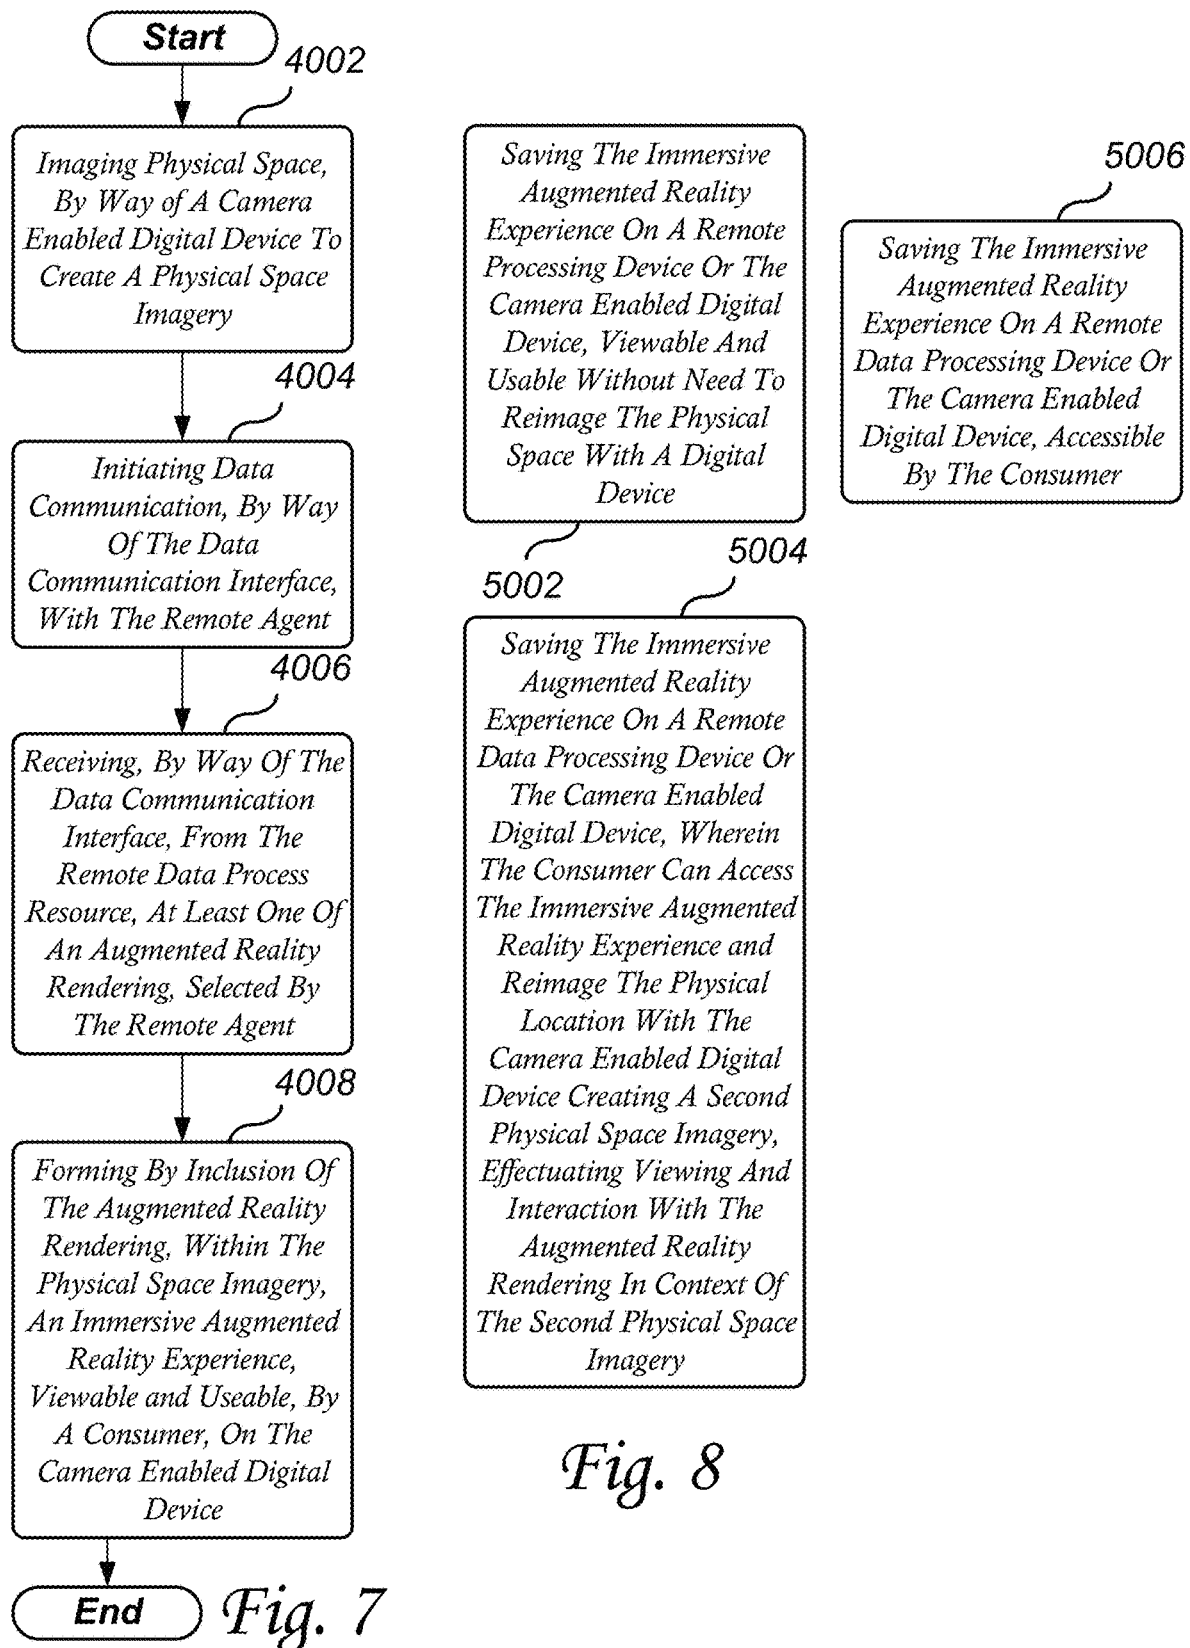 Start
4002
Imaging Physical Space,
By Way of A Camera
Enabled Digital Device To
Create A Physical Space
Imagery
4004
Initiating Data
Communication, By Way
Of The Data
Communication Interface,
With The Remote Agent
4006
Receiving, By Way Of The
Data Communication
Interface, From The
Remote Data Process
Resource, At Least One Of
An Augmented Reality
Rendering, Selected By
The Remote Agent
4008
Forming By Inclusion Of
The Augmented Reality
Rendering, Within The
Physical Space Imagery,
An Immersive Augmented
Reality Experience,
Viewable and Useable, By
A Consumer, On The
Camera Enabled Digital
Device
End
Fig. 7
Saving The Immersive
Augmented Reality
Experience On A Remote
Processing Device Or The
Camera Enabled Digital
Device, Viewable And
Usable Without Need To
Reimage The Physical
Space With A Digital
Device
5002
5004
Saving The Immersive
Augmented Reality
Experience On A Remote
Data Processing Device Or
The Camera Enabled
Digital Device, Wherein
The Consumer Can Access
The Immersive Augmented
Reality Experience and
Reimage The Physical
Location With The
Camera Enabled Digital
Device Creating A Second
Physical Space Imagery,
Effectuating Viewing And
Interaction With The
Augmented Reality
Rendering In Context Of
The Second Physical Space
Imagery
5006
Saving The Immersive
Augmented Reality
Experience On A Remote
Data Processing Device Or
The Camera Enabled
Digital Device, Accessible
By The Consumer
Fig. 8